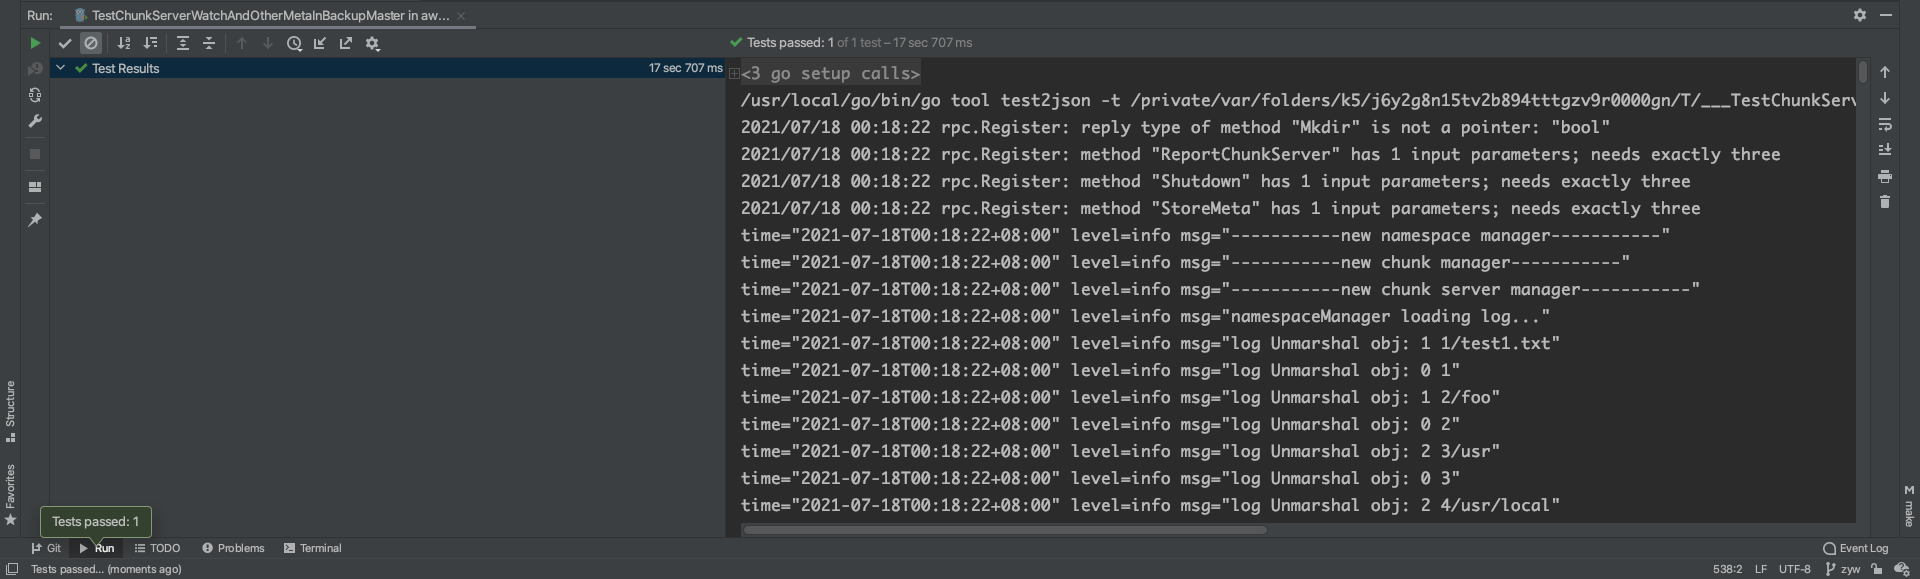 Run: TestChunkServerWatchAndOtherMetaInBackupMaster in aw...
Tests passed: 1 of 1 test – 17 sec 707 ms
Test Results 17 sec 707 ms
<3 go setup calls>
/usr/local/go/bin/go tool test2json -t /private/var/folders/k5/j6y2g8n15tv2b894tttgzv9r0000gn/T/___TestChunkServ
2021/07/18 00:18:22 rpc.Register: reply type of method "Mkdir" is not a pointer: "bool"
2021/07/18 00:18:22 rpc.Register: method "ReportChunkServer" has 1 input parameters; needs exactly three
2021/07/18 00:18:22 rpc.Register: method "Shutdown" has 1 input parameters; needs exactly three
2021/07/18 00:18:22 rpc.Register: method "StoreMeta" has 1 input parameters; needs exactly three
time="2021-07-18T00:18:22+08:00" level=info msg="-----------new namespace manager-----------"
time="2021-07-18T00:18:22+08:00" level=info msg="-----------new chunk manager-----------"
time="2021-07-18T00:18:22+08:00" level=info msg="-----------new chunk server manager-----------"
time="2021-07-18T00:18:22+08:00" level=info msg="namespaceManager loading log..."
time="2021-07-18T00:18:22+08:00" level=info msg="log Unmarshal obj: 1 1/test1.txt"
time="2021-07-18T00:18:22+08:00" level=info msg="log Unmarshal obj: 0 1"
time="2021-07-18T00:18:22+08:00" level=info msg="log Unmarshal obj: 1 2/foo"
time="2021-07-18T00:18:22+08:00" level=info msg="log Unmarshal obj: 0 2"
time="2021-07-18T00:18:22+08:00" level=info msg="log Unmarshal obj: 2 3/usr"
time="2021-07-18T00:18:22+08:00" level=info msg="log Unmarshal obj: 0 3"
time="2021-07-18T00:18:22+08:00" level=info msg="log Unmarshal obj: 2 4/usr/local"
Structure
Favorites
M make
Tests passed: 1
Git Run TODO Problems Terminal Event Log
Tests passed... (moments ago) 538:2 LF UTF-8 zyw